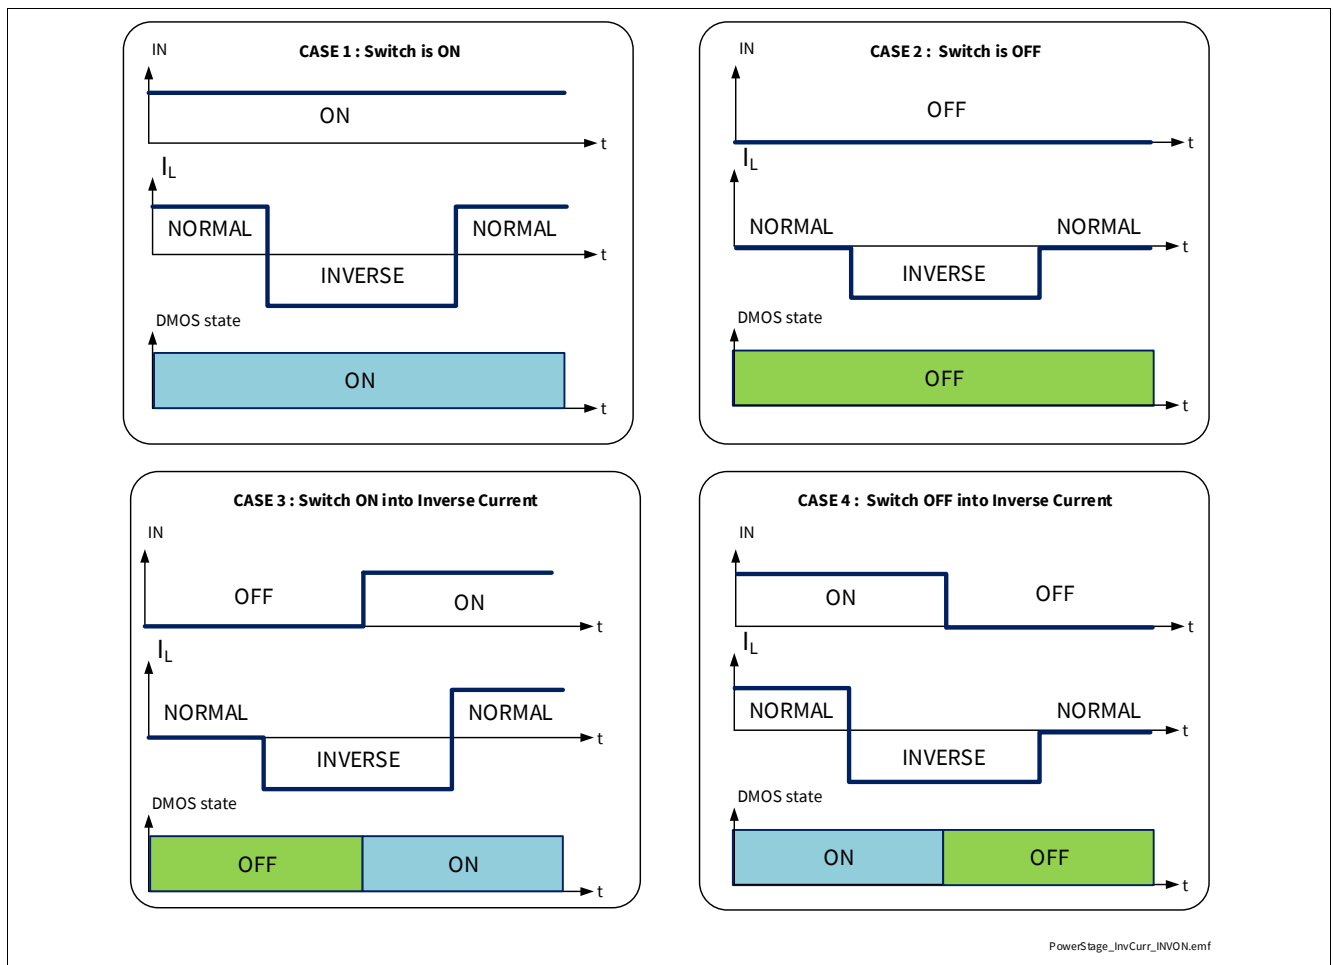 CASE 1 : Switch is ON
IN
ON
t
IL
NORMAL
NORMAL
INVERSE
t
DMOS state
ON
t
CASE 2 : Switch is OFF
IN
OFF
t
IL
NORMAL
NORMAL
INVERSE
t
DMOS state
OFF
t
CASE 3 : Switch ON into Inverse Current
IN
OFF
ON
t
IL
NORMAL
NORMAL
INVERSE
t
DMOS state
OFF
ON
t
CASE 4 : Switch OFF into Inverse Current
IN
ON
OFF
t
IL
NORMAL
NORMAL
INVERSE
t
DMOS state
ON
OFF
t
PowerStage_InvCurr_INVON.emf